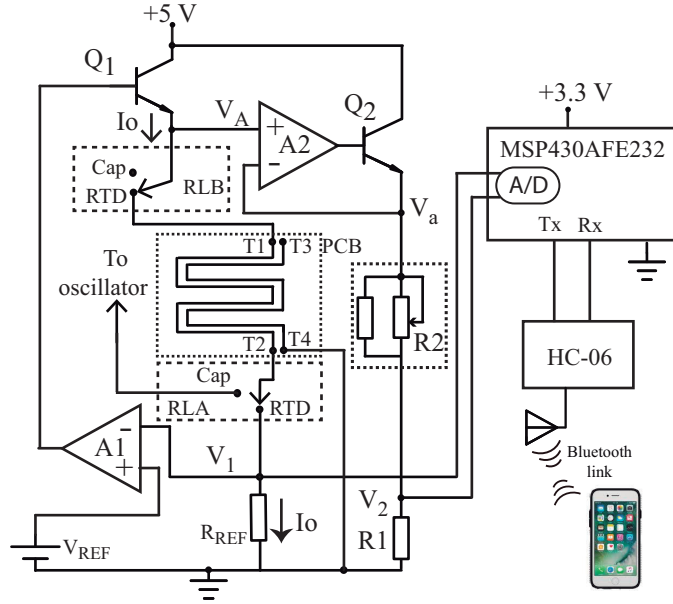 +5 V
Q1
Io
VA
+
A2
-
Q2
+3.3 V
MSP430AFE232
A/D
Tx
Rx
Cap
RTD
RLB
Va
T1
T3
PCB
To
oscillator
T2
T4
R2
HC-06
Cap
RLA
RTD
A1
-
+
V1
V2
Bluetooth
link
VREF
RREF
Io
R1